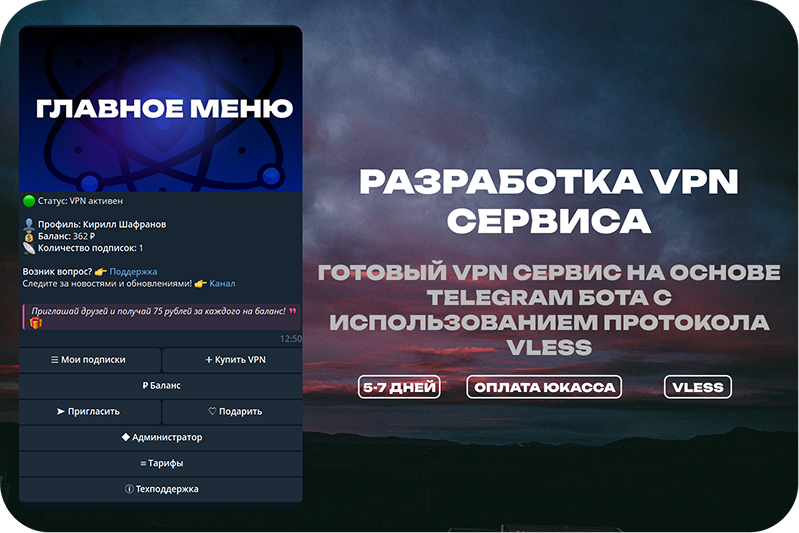 ГЛАВНОЕ МЕНЮ
🟢 Статус: VPN активен
👤 Профиль: Кирилл Шафранов
💰 Баланс: 362 ₽
📡 Количество подписок: 1
Возник вопрос? 👉 Поддержка
Следите за новостями и обновлениями! 👉 Канал
Приглашай друзей и получай 75 рублей за каждого на баланс!
🎁
12:50
☰ Мои подписки
+ Купить VPN
₽ Баланс
➤ Пригласить
♡ Подарить
◆ Администратор
= Тарифы
ⓘ Техподдержка
РАЗРАБОТКА VPN
СЕРВИСА
ГОТОВЫЙ VPN СЕРВИС НА ОСНОВЕ
TELEGRAM БОТА С
ИСПОЛЬЗОВАНИЕМ ПРОТОКОЛА
VLESS
5-7 ДНЕЙ
ОПЛАТА ЮКАССА
VLESS